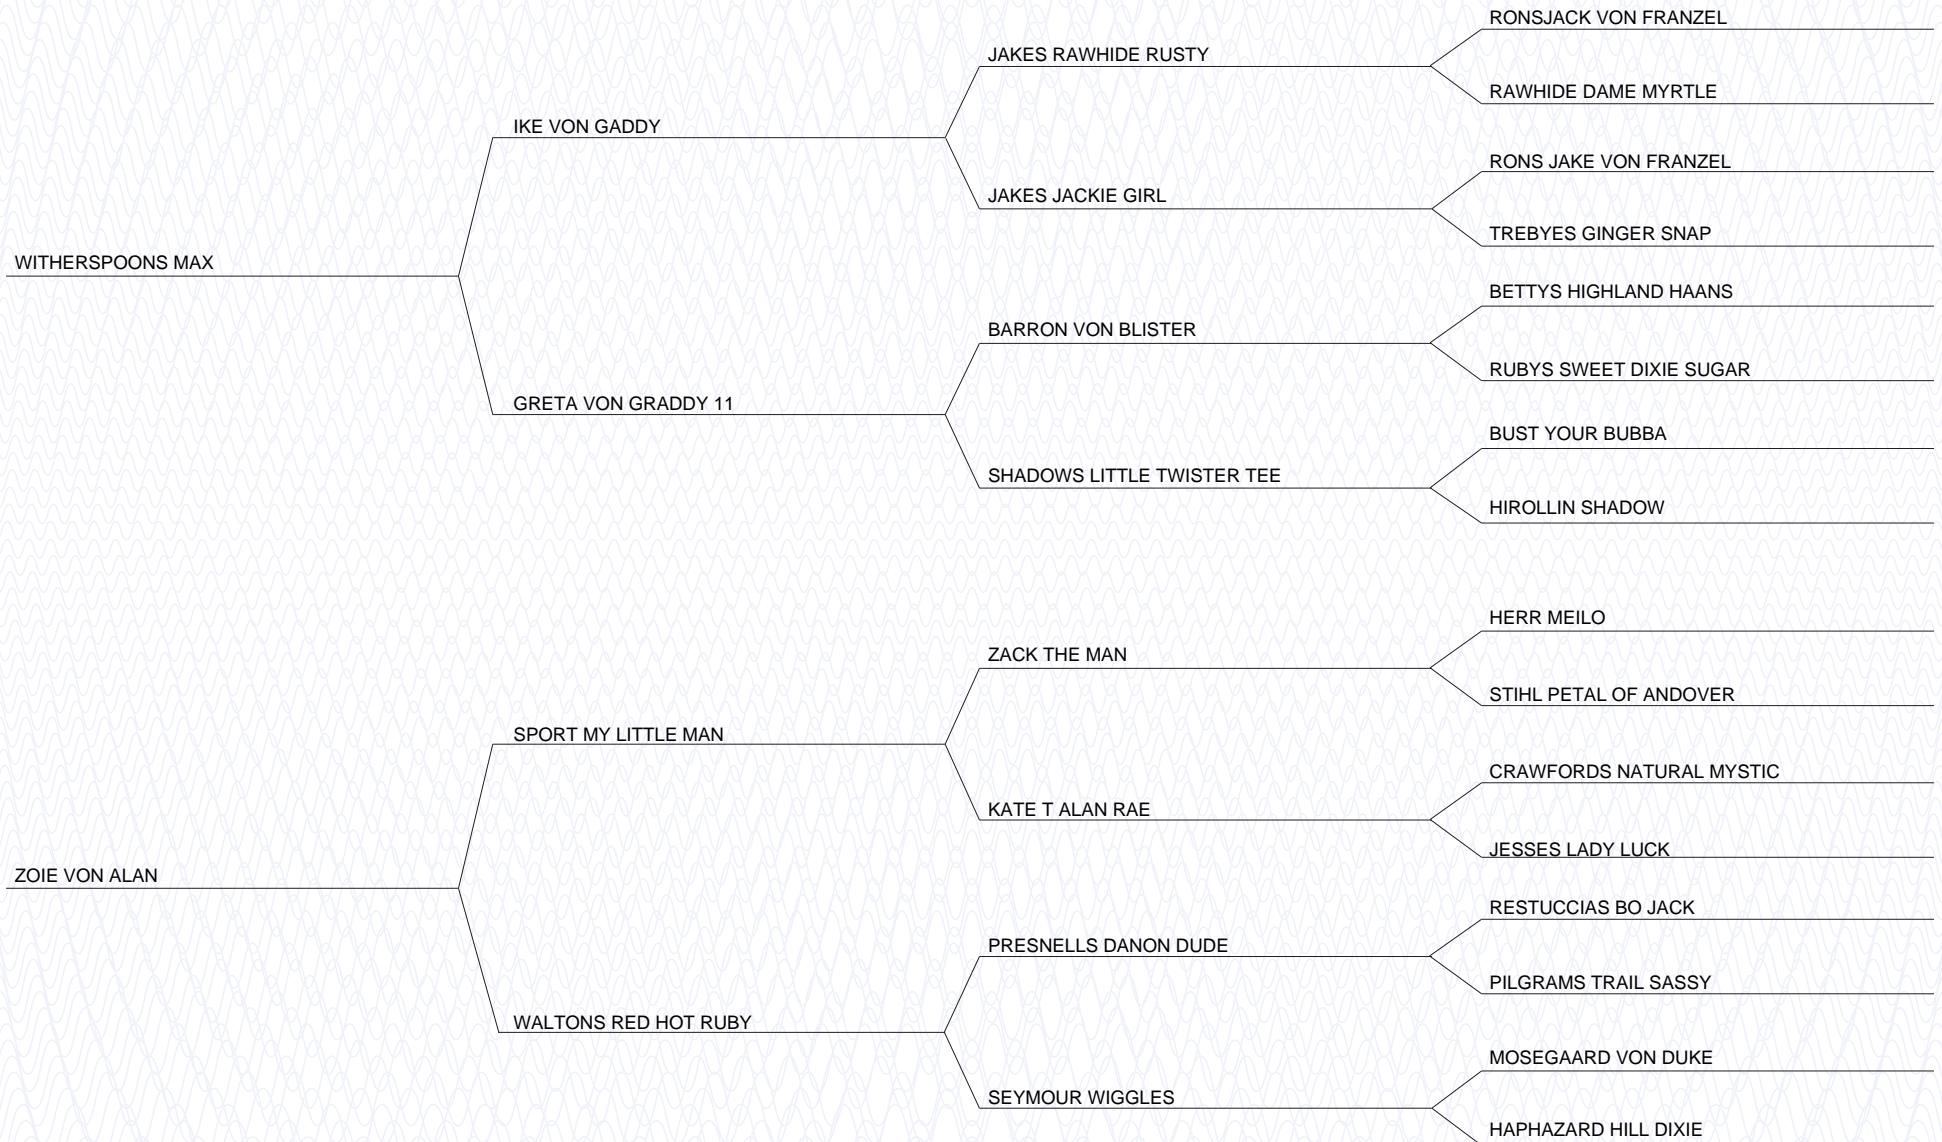 RONSJACK VON FRANZEL
JAKES RAWHIDE RUSTY
RAWHIDE DAME MYRTLE
IKE VON GADDY
RONS JAKE VON FRANZEL
JAKES JACKIE GIRL
TREBYES GINGER SNAP
WITHERSPOONS MAX
BETTYS HIGHLAND HAANS
BARRON VON BLISTER
RUBYS SWEET DIXIE SUGAR
GRETA VON GRADDY 11
BUST YOUR BUBBA
SHADOWS LITTLE TWISTER TEE
HIROLLIN SHADOW
HERR MEILO
ZACK THE MAN
STIHL PETAL OF ANDOVER
SPORT MY LITTLE MAN
CRAWFORDS NATURAL MYSTIC
KATE T ALAN RAE
JESSES LADY LUCK
ZOIE VON ALAN
RESTUCCIAS BO JACK
PRESNELLS DANON DUDE
PILGRAMS TRAIL SASSY
WALTONS RED HOT RUBY
MOSEGAARD VON DUKE
SEYMOUR WIGGLES
HAPHAZARD HILL DIXIE